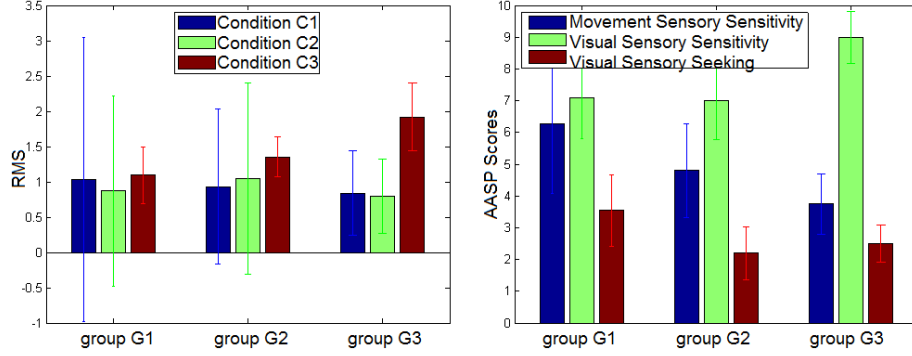 3.5
3
2.5
2
1.5
1
0.5
0
-0.5
-1
RMS
Condition C1
Condition C2
Condition C3
group G1 group G2 group G3
10
9
8
7
6
5
4
3
2
1
0
AASP Scores
Movement Sensory Sensitivity
Visual Sensory Sensitivity
Visual Sensory Seeking
group G1 group G2 group G3